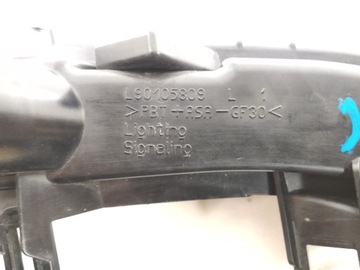 L90105809 L 1
>PBT+ASA-GF30<
Lighting
Signaling